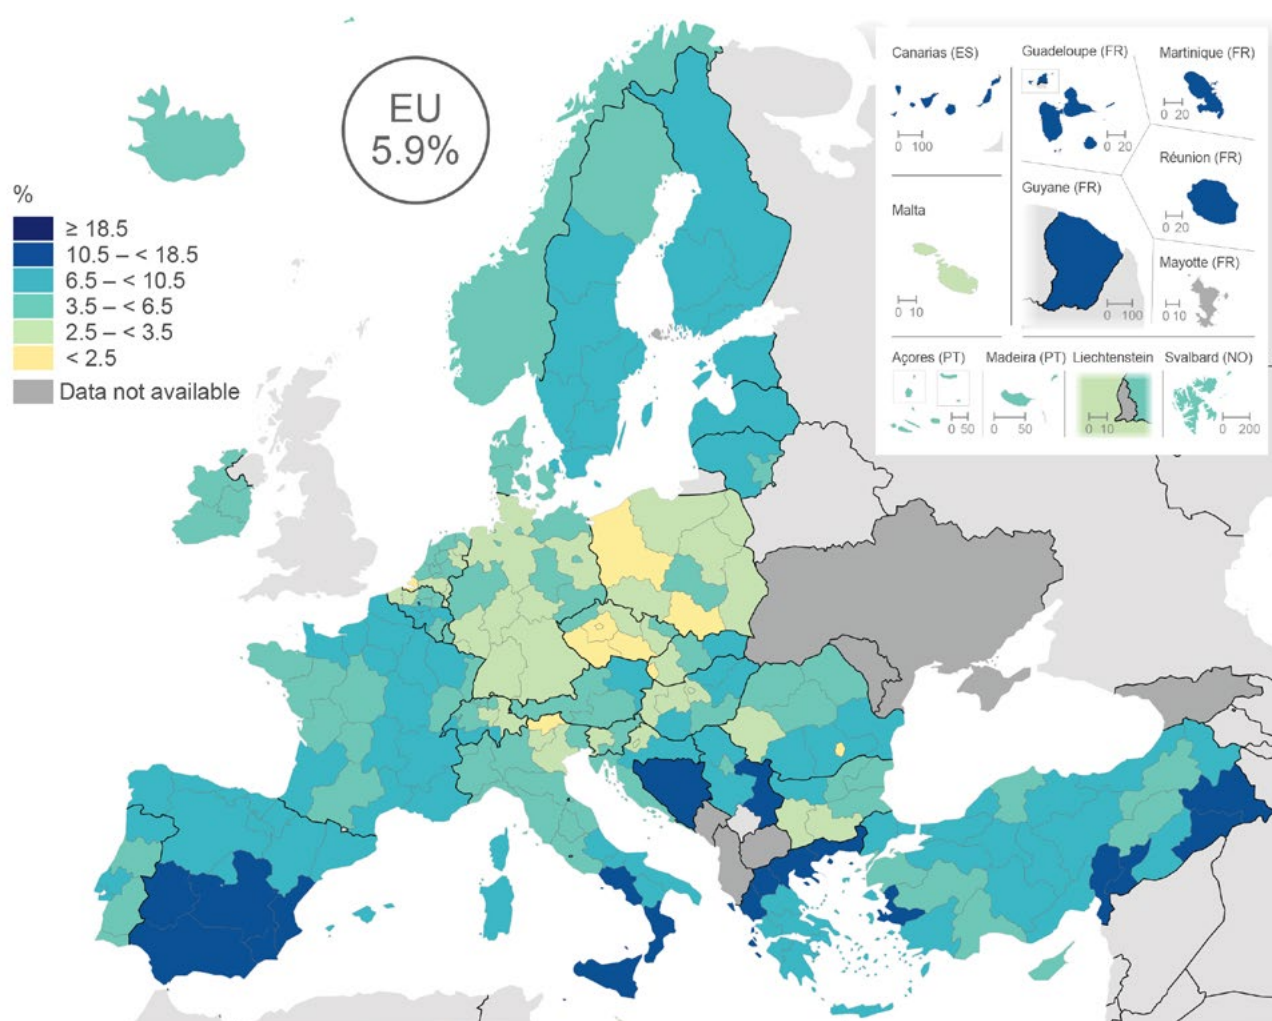 EU
5.9%
%
≥ 18.5
10.5 – < 18.5
6.5 – < 10.5
3.5 – < 6.5
2.5 – < 3.5
< 2.5
Data not available
Canarias (ES)
0 100
Guadeloupe (FR)
0 20
Martinique (FR)
0 20
Réunion (FR)
0 20
Malta
0 10
Guyane (FR)
0 100
Mayotte (FR)
0 10
Açores (PT)
0 50
Madeira (PT)
0 50
Liechtenstein
0 10
Svalbard (NO)
0 200